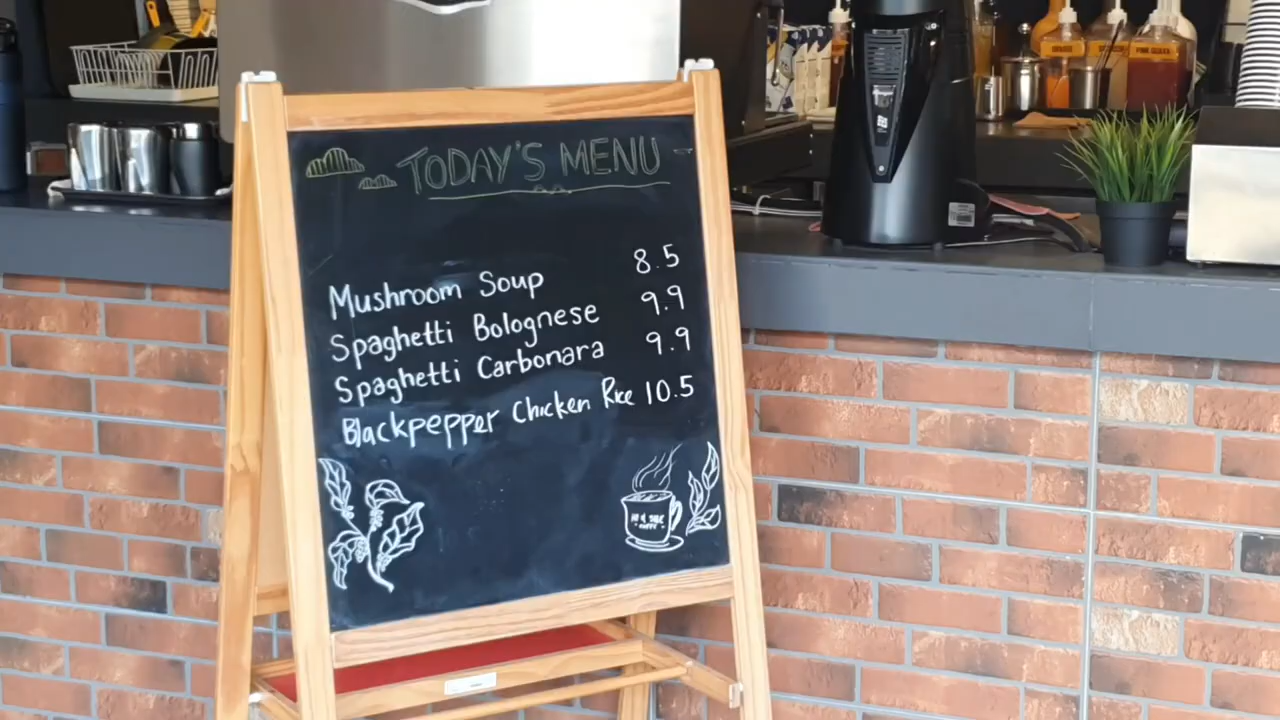 TODAY'S MENU
Mushroom Soup 8.5
Spaghetti Bolognese 9.9
Spaghetti Carbonara 9.9
Blackpepper Chicken Rice 10.5